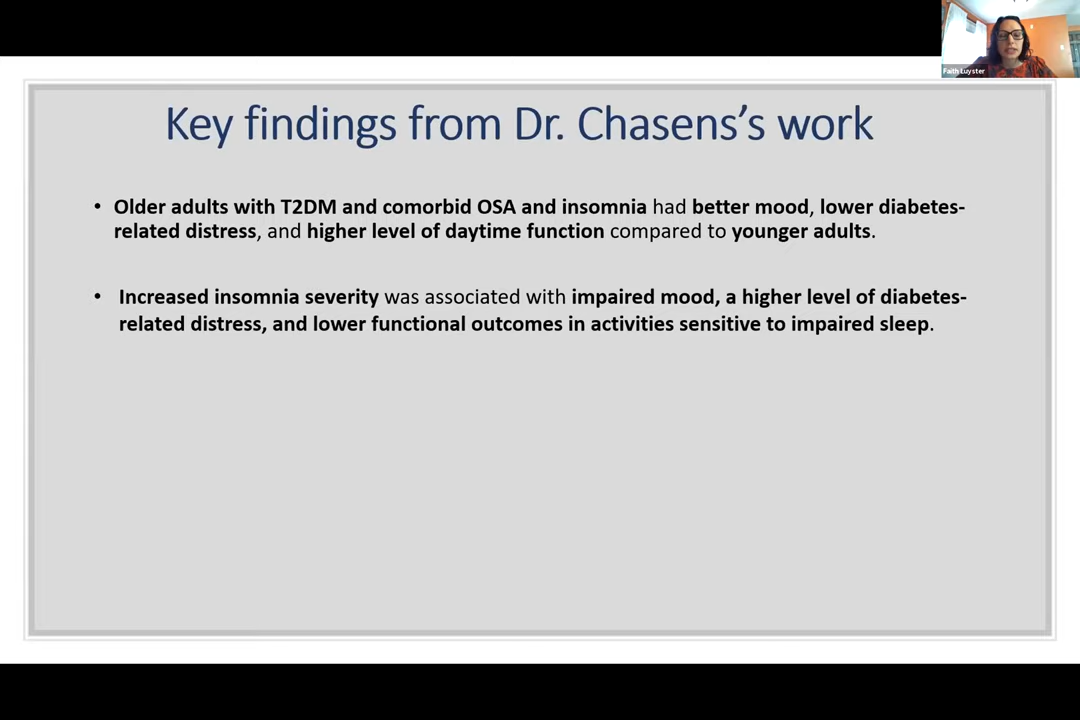 Faith Luyster
Key findings from Dr. Chasens's work
• Older adults with T2DM and comorbid OSA and insomnia had better mood, lower diabetes-
related distress, and higher level of daytime function compared to younger adults.
• Increased insomnia severity was associated with impaired mood, a higher level of diabetes-
related distress, and lower functional outcomes in activities sensitive to impaired sleep.